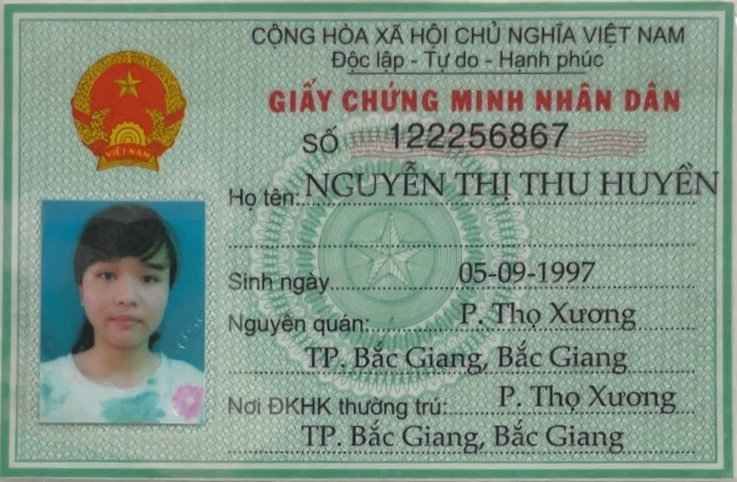 CỘNG HÒA XÃ HỘI CHỦ NGHĨA VIỆT NAM
Độc lập - Tự do - Hạnh phúc
GIẤY CHỨNG MINH NHÂN DÂN
SỐ 122256867
Họ tên: NGUYỄN THỊ THU HUYỀN
Sinh ngày 05-09-1997
Nguyên quán: P. Thọ Xương
TP. Bắc Giang, Bắc Giang
Nơi ĐKHK thường trú: P. Thọ Xương
TP. Bắc Giang, Bắc Giang
VIỆT NAM